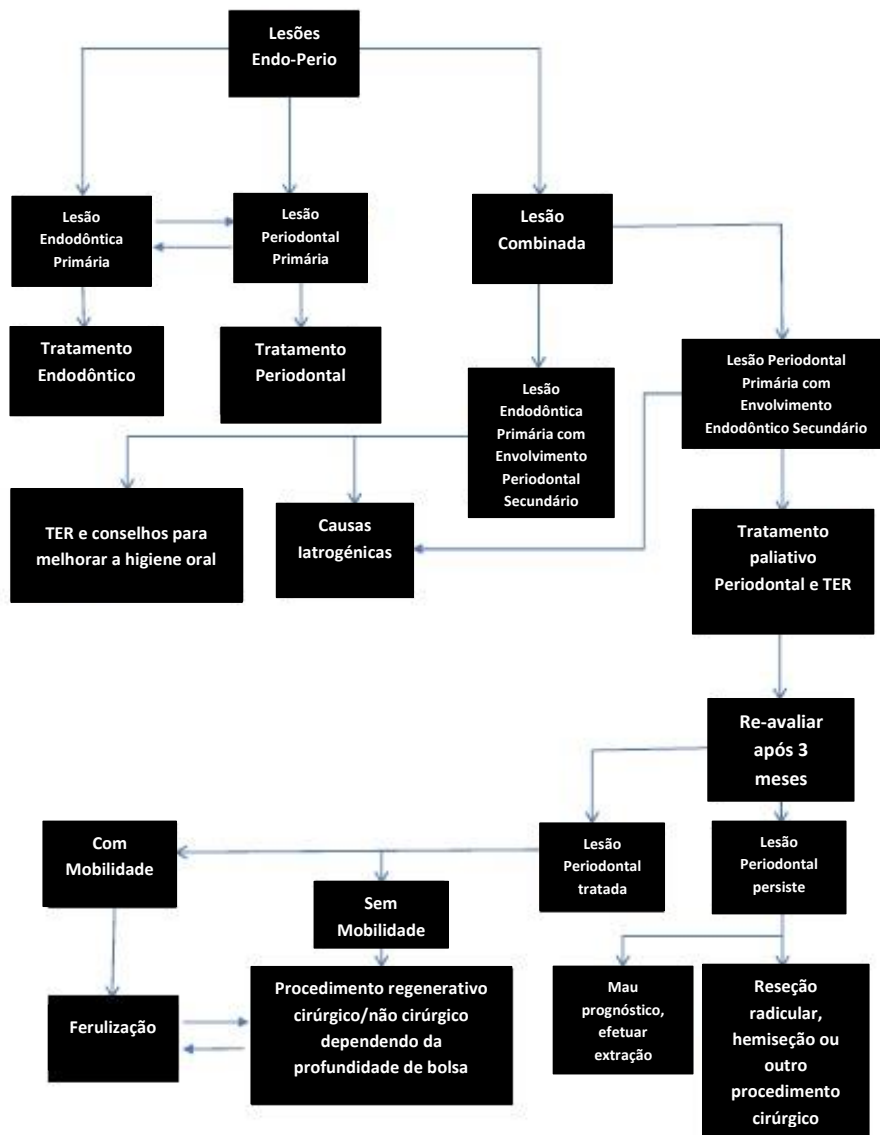 Lesões
Endo-Perio
Lesão
Endodôntica
Primária
Lesão
Periodontal
Primária
Lesão
Combinada
Tratamento
Endodôntico
Tratamento
Periodontal
Lesão
Endodôntica
Primária com
Envolvimento
Periodontal
Secundário
Lesão Periodontal
Primária com
Envolvimento
Endodôntico Secundário
TER e conselhos para
melhorar a higiene oral
Causas
Iatrogénicas
Tratamento
paliativo
Periodontal e TER
Re-avaliar
após 3
meses
Com
Mobilidade
Sem
Mobilidade
Lesão
Periodontal
tratada
Lesão
Periodontal
persiste
Ferulização
Procedimento regenerativo
cirúrgico/não cirúrgico
dependendo da
profundidade de bolsa
Mau
prognóstico,
efetuar
extração
Reseção
radicular,
hemiseção ou
outro
procedimento
cirúrgico